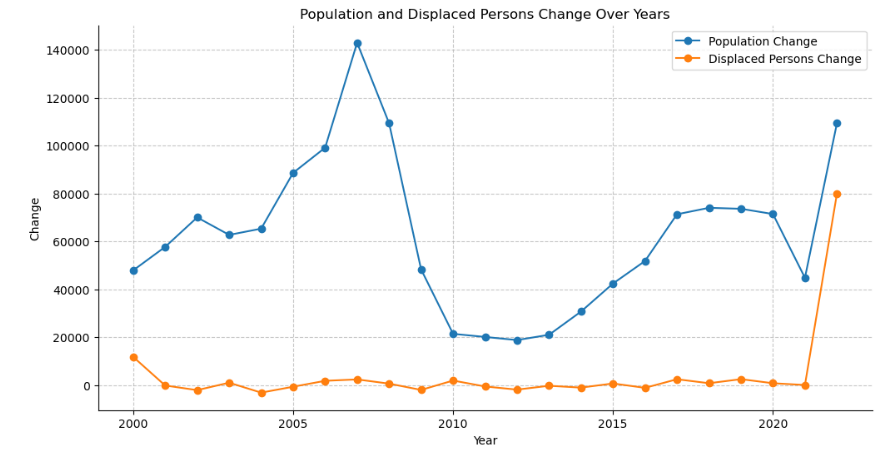 Population and Displaced Persons Change Over Years
Population Change
Displaced Persons Change
Change
140000
120000
100000
80000
60000
40000
20000
0
2000
2005
2010
2015
2020
Year